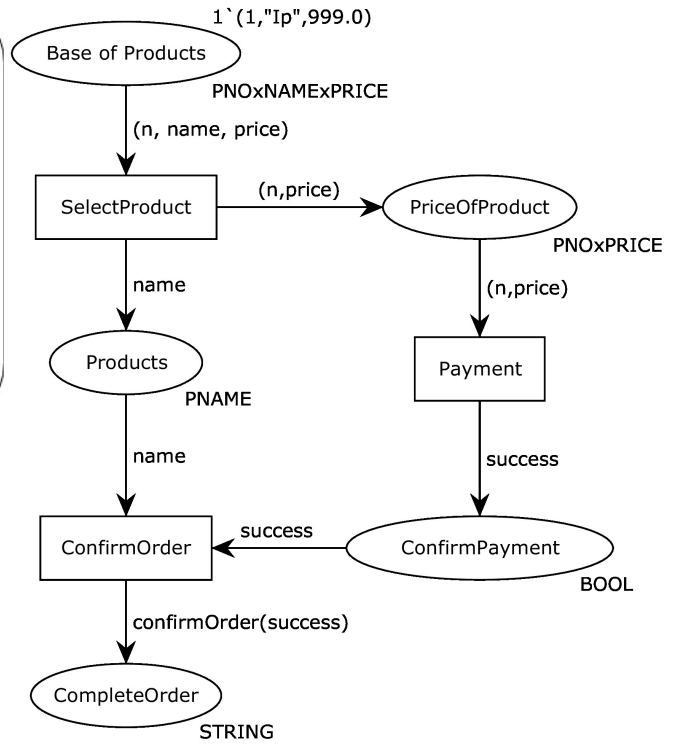 1`(1,"Ip",999.0)
Base of Products
PNOxNAMExPRICE
(n, name, price)
SelectProduct
(n,price)
PriceOfProduct
PNOxPRICE
name
(n,price)
Products
Payment
PNAME
name
success
ConfirmOrder
success
ConfirmPayment
BOOL
confirmOrder(success)
CompleteOrder
STRING